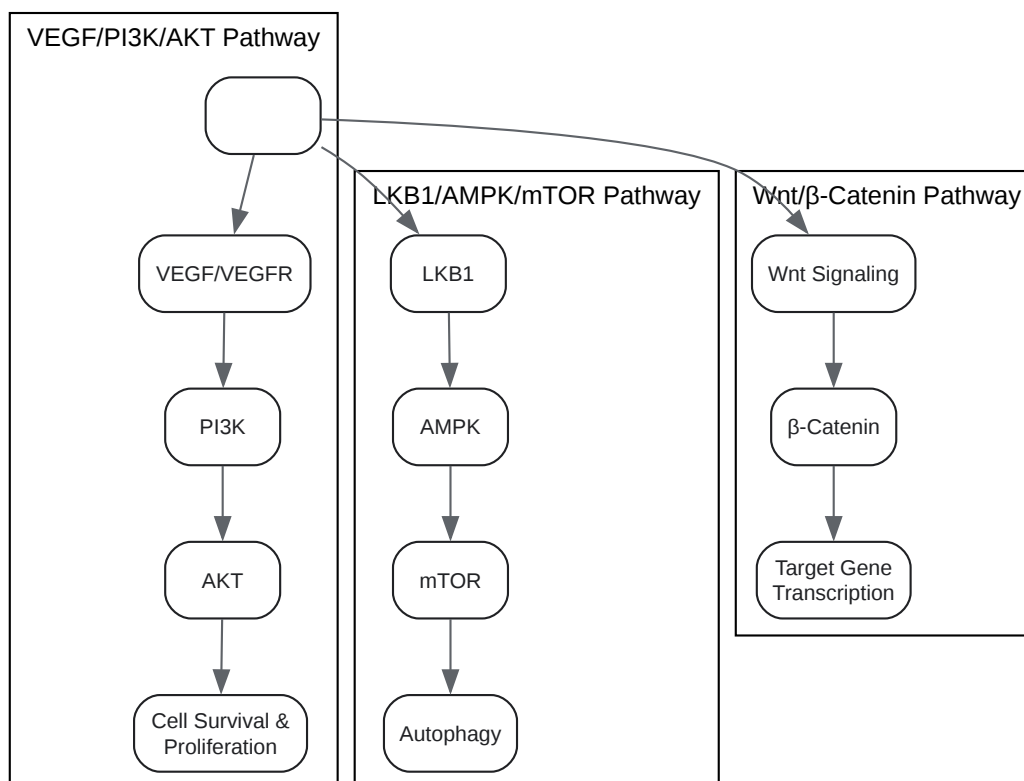 VEGF/PI3K/AKT Pathway
VEGF/VEGFR
PI3K
AKT
Cell Survival &
Proliferation
LKB1/AMPK/mTOR Pathway
LKB1
AMPK
mTOR
Autophagy
Wnt/β-Catenin Pathway
Wnt Signaling
β-Catenin
Target Gene
Transcription